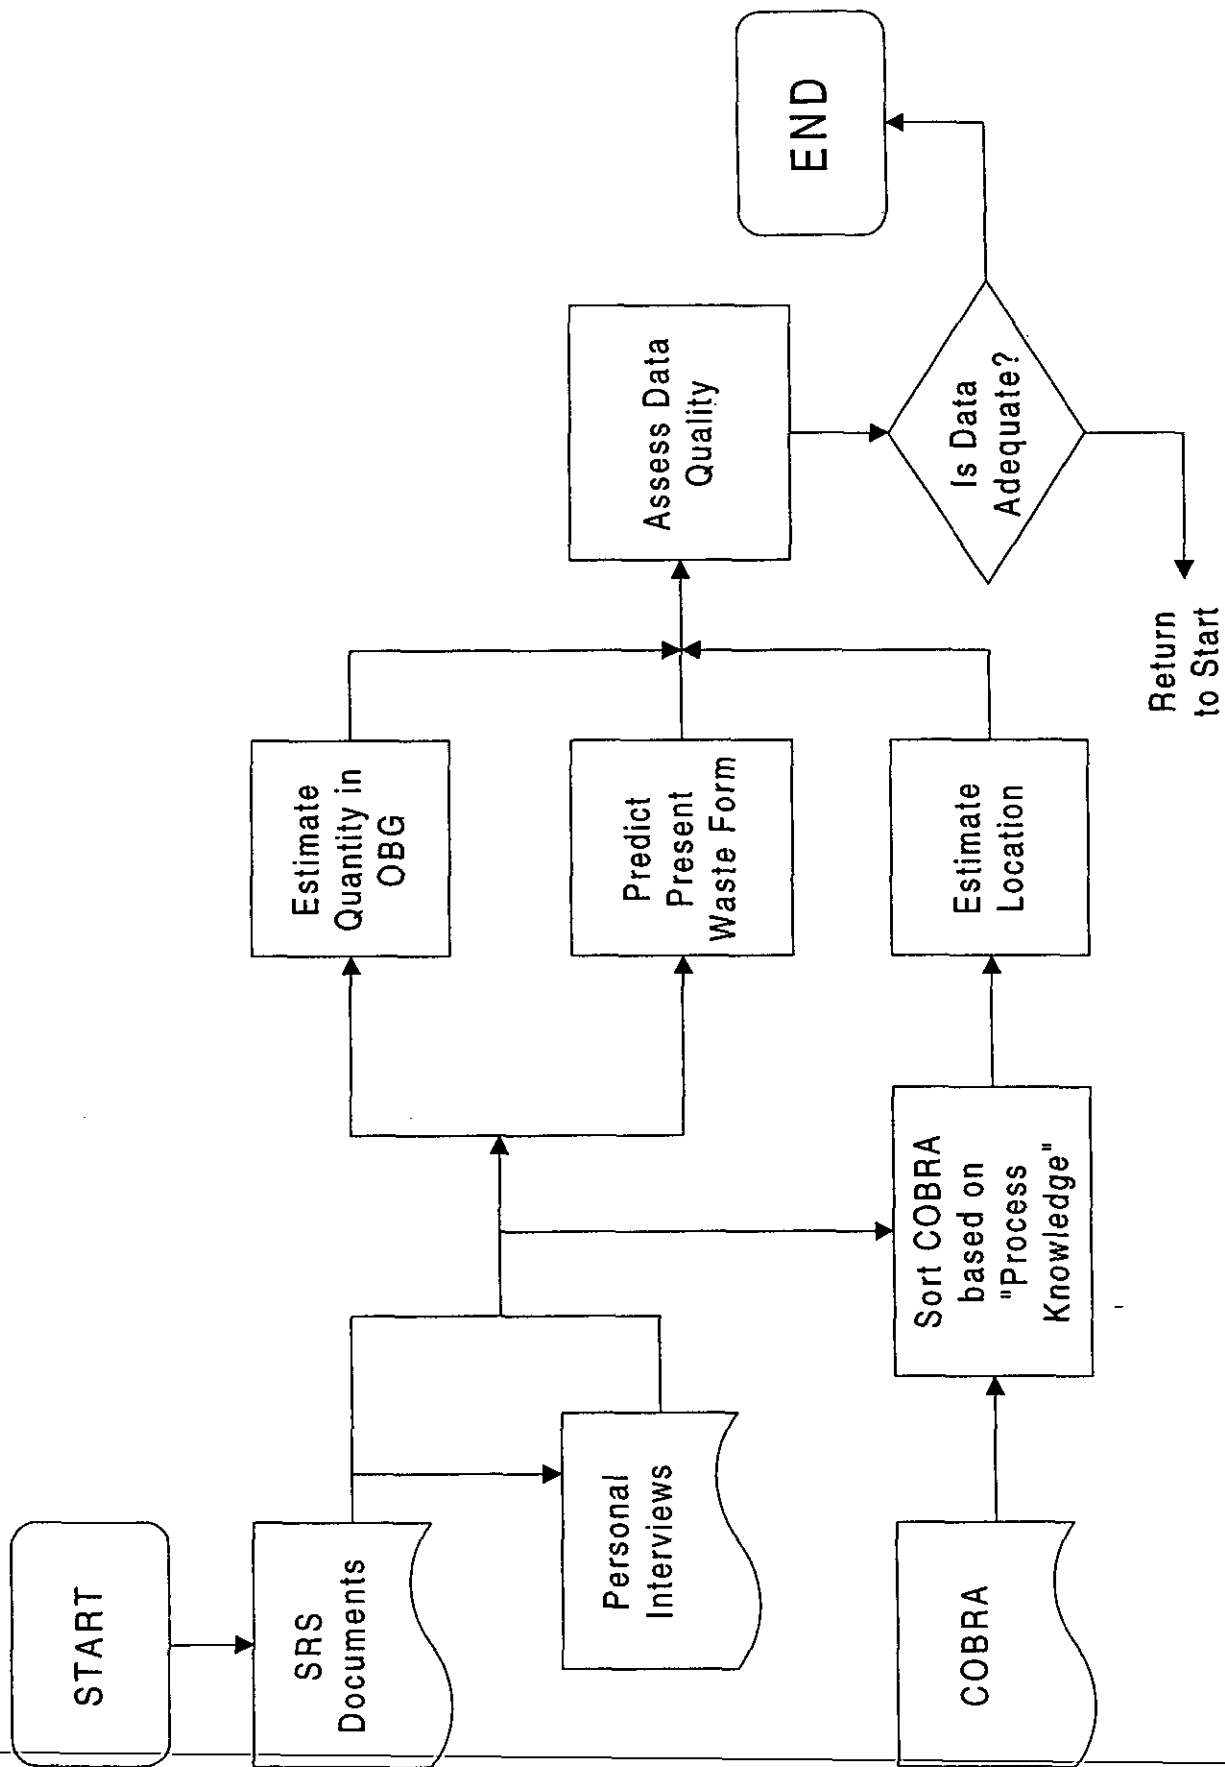 START
SRS
Documents
Personal
Interviews
COBRA
Sort COBRA
based on
"Process
Knowledge"
Estimate
Quantity in
OBG
Predict
Present
Waste Form
Estimate
Location
Assess Data
Quality
Is Data
Adequate?
Return
to Start
END